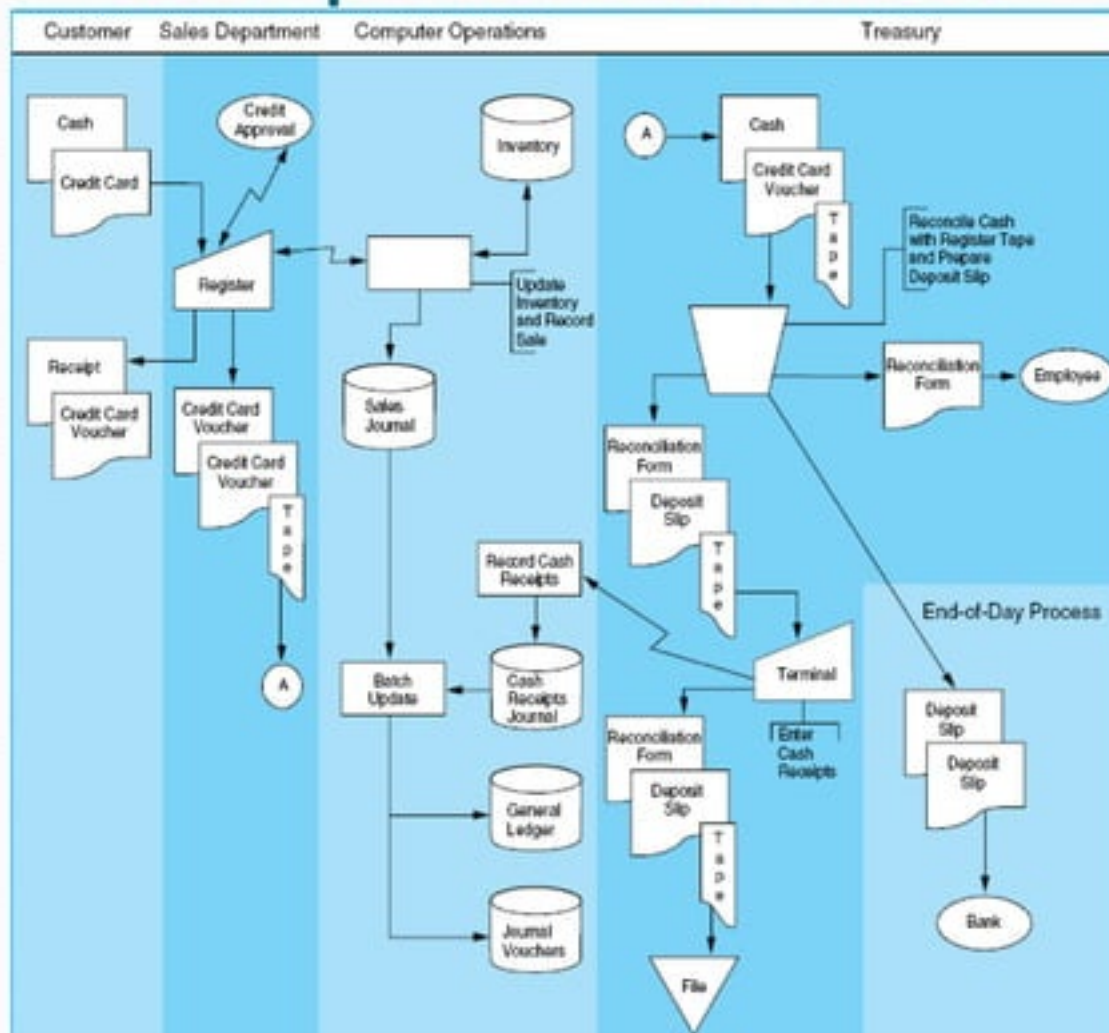 Customer
Sales Department
Computer Operations
Treasury
Cash
Credit Card
Credit
Approval
Register
Receipt
Credit Card
Voucher
Credit Card
Voucher
Credit Card
Voucher
Tape
A
Inventory
Update
Inventory
and Record
Sale
Sales
Journal
Record Cash
Receipts
Batch
Update
Cash
Receipts
Journal
General
Ledger
Journal
Vouchers
A
Cash
Credit Card
Voucher
Tape
Reconcile Cash
with Register Tape
and Prepare
Deposit Slip
Reconciliation
Form
Employee
Reconciliation
Form
Deposit
Slip
Tape
Terminal
Enter
Cash
Receipts
Reconciliation
Form
Deposit
Slip
Tape
File
End-of-Day Process
Deposit
Slip
Deposit
Slip
Bank